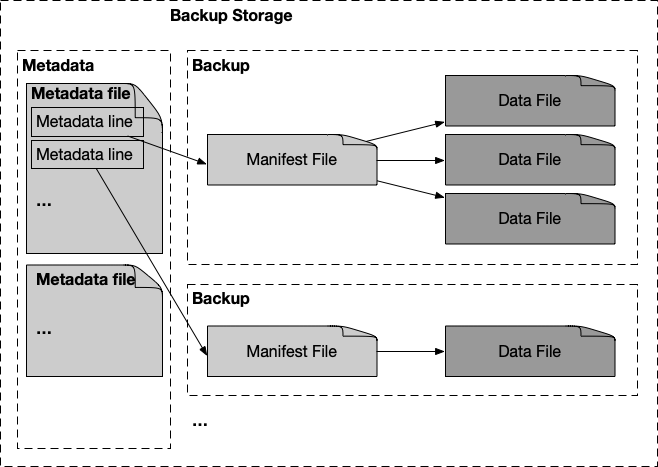 Backup Storage
Metadata
Metadata file
Metadata line
Metadata line
...
Metadata file
...
Backup
Manifest File
Data File
Data File
Data File
Backup
Manifest File
Data File
...